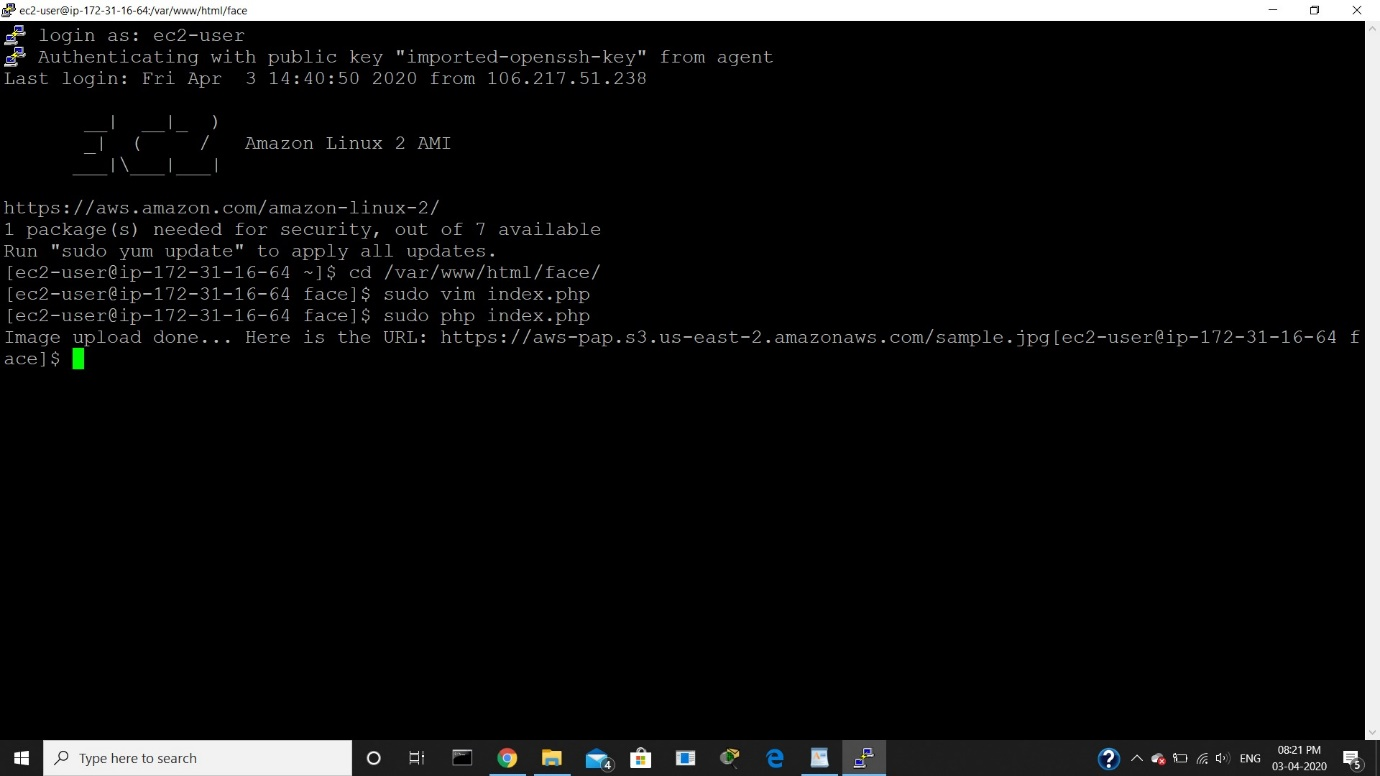 ec2-user@ip-172-31-16-64:/var/www/html/face
login as: ec2-user
Authenticating with public key "imported-openssh-key" from agent
Last login: Fri Apr  3 14:40:50 2020 from 106.217.51.238
__|  __|_  )
_|  (     /   Amazon Linux 2 AMI
___|\___|___|
https://aws.amazon.com/amazon-linux-2/
1 package(s) needed for security, out of 7 available
Run "sudo yum update" to apply all updates.
[ec2-user@ip-172-31-16-64 ~]$ cd /var/www/html/face/
[ec2-user@ip-172-31-16-64 face]$ sudo vim index.php
[ec2-user@ip-172-31-16-64 face]$ sudo php index.php
Image upload done... Here is the URL: https://aws-pap.s3.us-east-2.amazonaws.com/sample.jpg[ec2-user@ip-172-31-16-64 f
ace]$
Type here to search
4
ENG
08:21 PM
03-04-2020
5